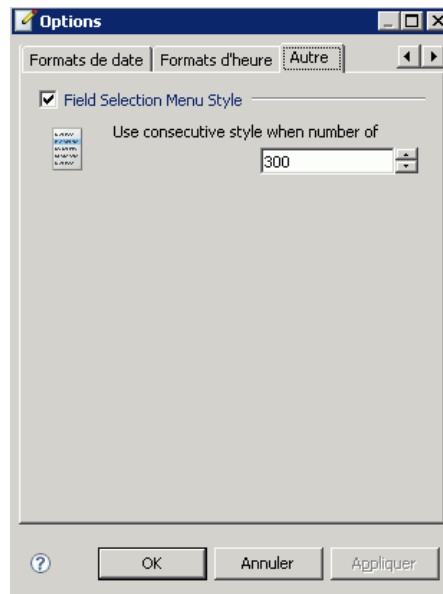 Options
Formats de date Formats d'heure Autre
Field Selection Menu Style
Use consecutive style when number of
300
? OK Annuler Appliquer